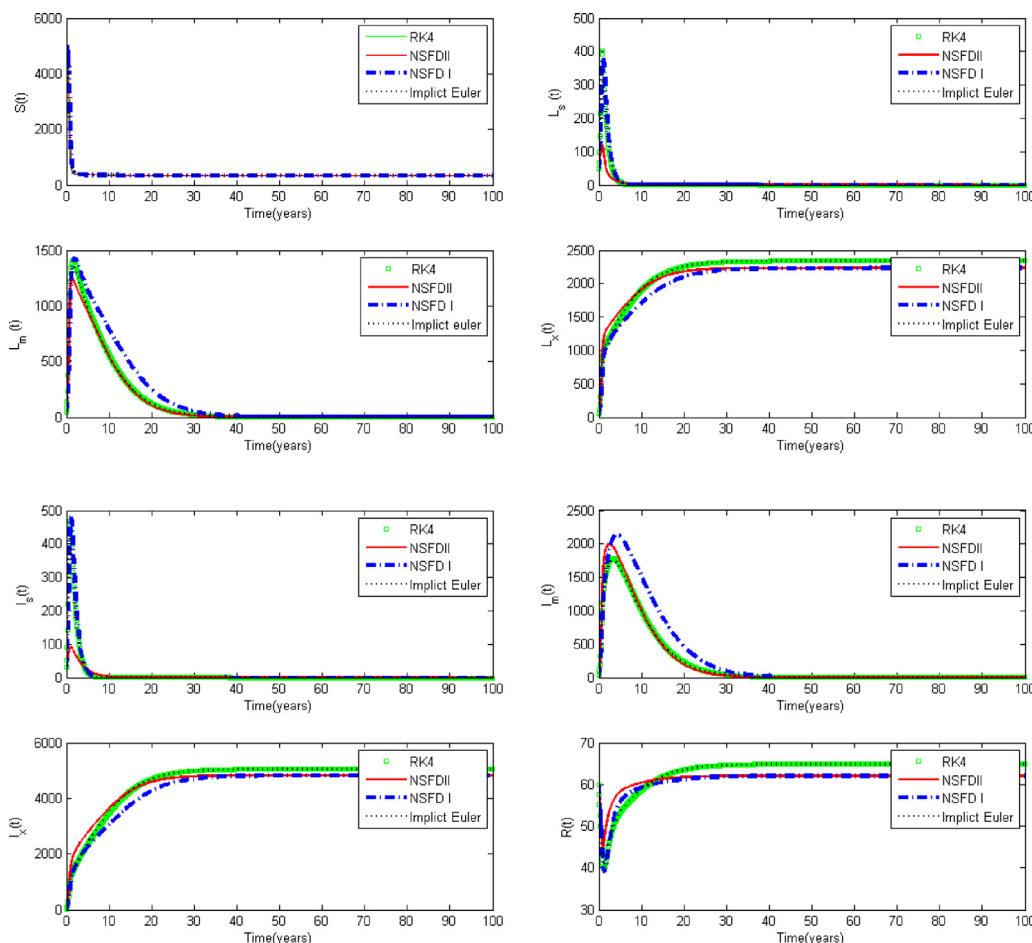 6000
4000
2000
0
S(t)
RK4
NSFDII
NSFD I
Implict Euler
0 10 20 30 40 50 60 70 80 90 100
Time(years)
400
300
200
100
0
L_s (t)
RK4
NSFDII
NSFD I
Implict Euler
0 10 20 30 40 50 60 70 80 90 100
Time(years)
1500
1000
500
0
L_m (t)
RK4
NSFDII
NSFD I
Implict euler
0 10 20 30 40 50 60 70 80 90 100
Time(years)
2500
2000
1500
1000
500
0
L_x(t)
RK4
NSFDII
NSFD I
Implict Euler
0 10 20 30 40 50 60 70 80 90 100
Time(years)
500
400
300
200
100
0
I_s(t)
RK4
NSFDII
NSFD I
Implict Euler
0 10 20 30 40 50 60 70 80 90 100
Time(years)
2500
2000
1500
1000
500
0
I_m(t)
RK4
NSFDII
NSFD I
Implict Euler
0 10 20 30 40 50 60 70 80 90 100
Time(years)
6000
4000
2000
0
I_x(t)
RK4
NSFDII
NSFD I
Implict Euler
0 10 20 30 40 50 60 70 80 90 100
Time(years)
70
60
50
40
30
R(t)
RK4
NSFDII
NSFD I
Implict Euler
0 10 20 30 40 50 60 70 80 90 100
Time(years)